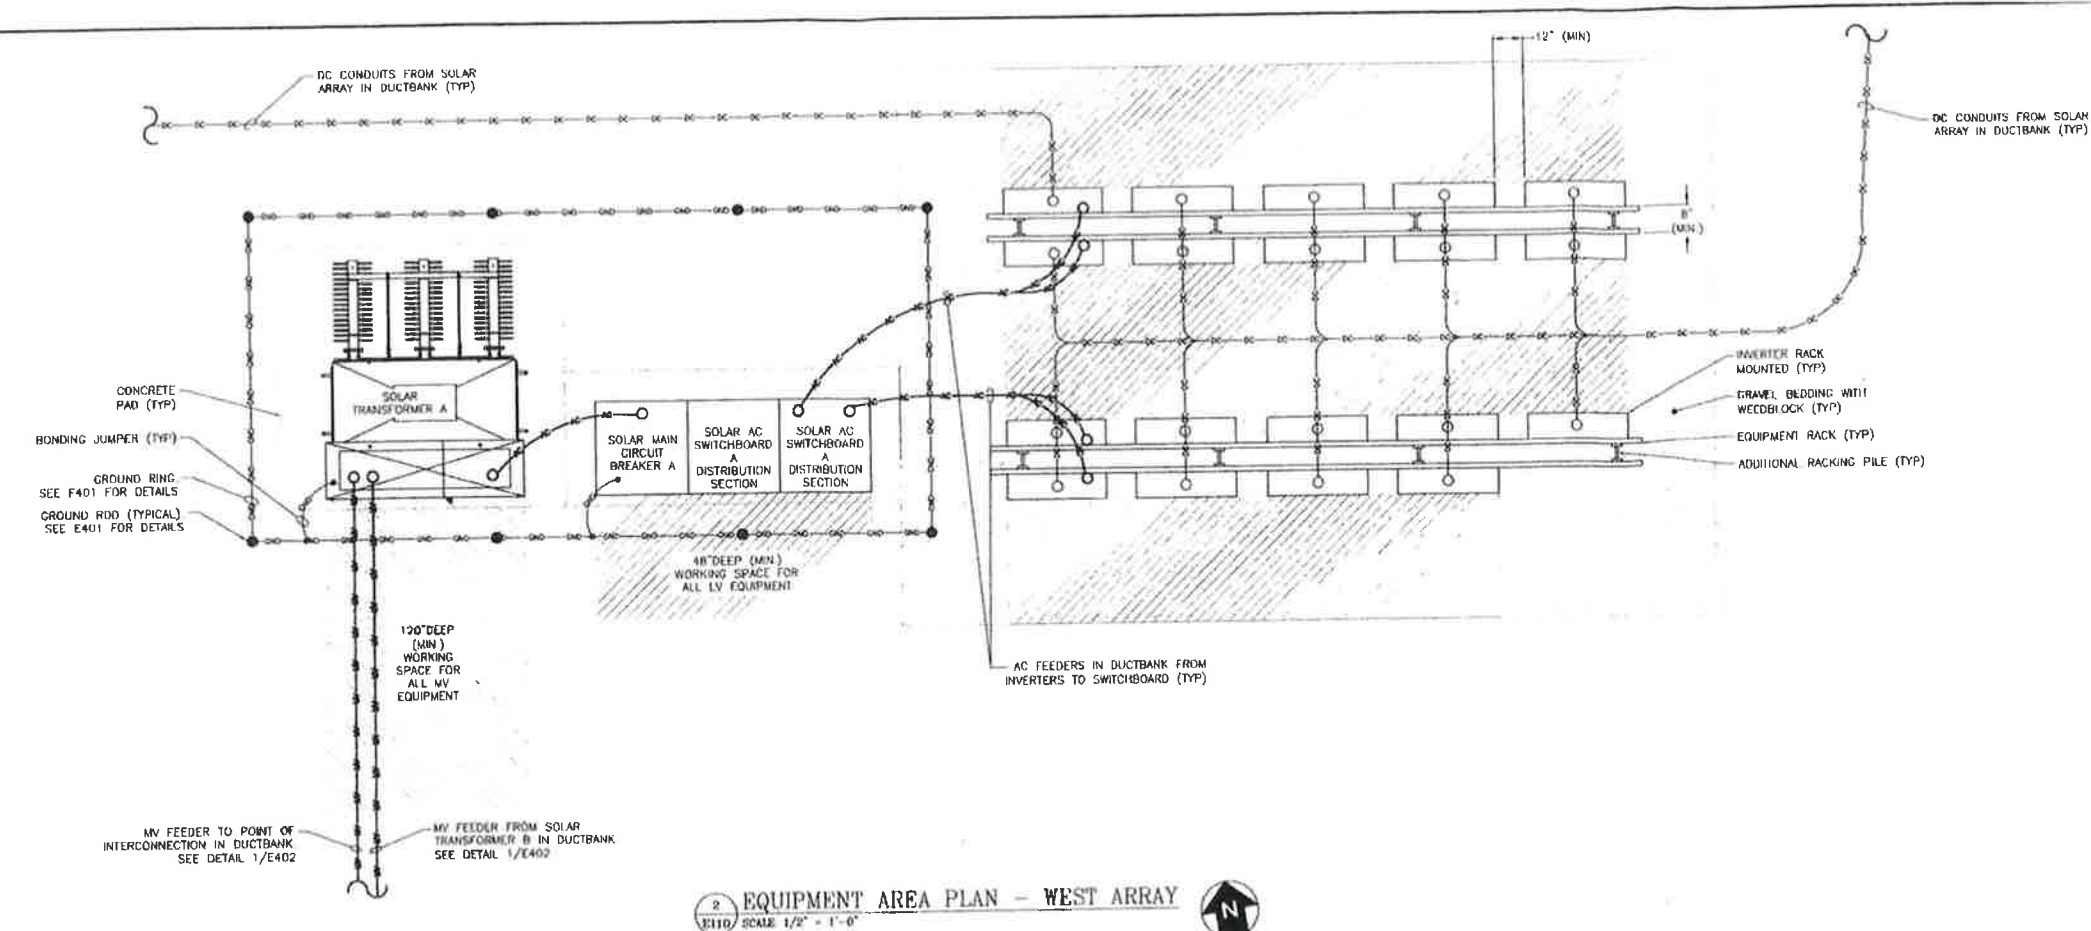 DC CONDUITS FROM SOLAR
ARRAY IN DUCTBANK (TYP)
12" (MIN)
DC CONDUITS FROM SOLAR
ARRAY IN DUCTBANK (TYP)
8"
(MIN.)
CONCRETE
PAD (TYP)
BONDING JUMPER (TYP)
GROUND RING
SEE F401 FOR DETAILS
GROUND ROD (TYPICAL)
SEE E401 FOR DETAILS
SOLAR
TRANSFORMER A
SOLAR MAIN
CIRCUIT
BREAKER A
SOLAR AC
SWITCHBOARD
A
DISTRIBUTION
SECTION
SOLAR AC
SWITCHBOARD
A
DISTRIBUTION
SECTION
INVERTER RACK
MOUNTED (TYP)
GRAVEL BEDDING WITH
WEEDBLOCK (TYP)
EQUIPMENT RACK (TYP)
ADDITIONAL RACKING PILE (TYP)
48"DEEP (MIN.)
WORKING SPACE FOR
ALL LV EQUIPMENT
120"DEEP
(MIN.)
WORKING
SPACE FOR
ALL MV
EQUIPMENT
AC FEEDERS IN DUCTBANK FROM
INVERTERS TO SWITCHBOARD (TYP)
MV FEEDER TO POINT OF
INTERCONNECTION IN DUCTBANK
SEE DETAIL 1/E402
MV FEEDER FROM SOLAR
TRANSFORMER B IN DUCTBANK
SEE DETAIL 1/E402
2
E110
EQUIPMENT AREA PLAN - WEST ARRAY
SCALE 1/2" = 1'-0"
N